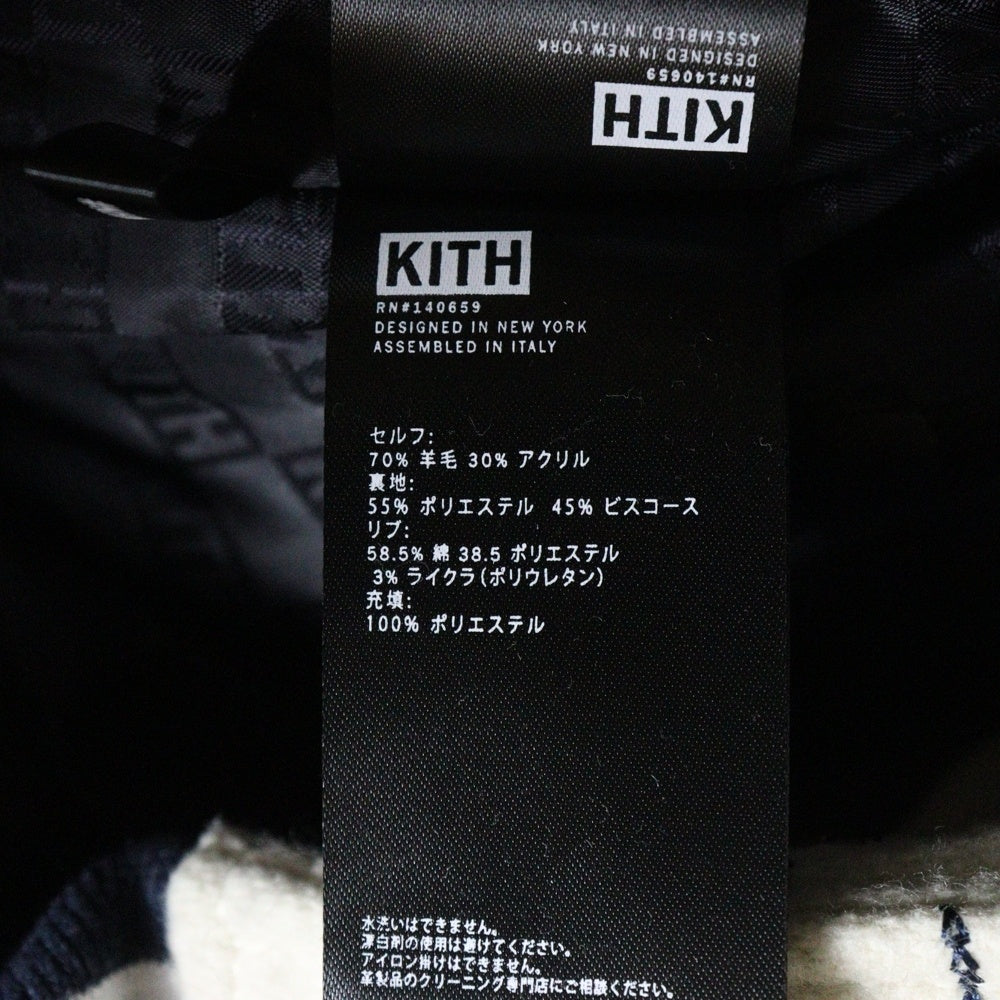 ASSEMBLED IN ITALY
DESIGNED IN NEW YORK
RN#140659
KITH
KITH
RN#140659
DESIGNED IN NEW YORK
ASSEMBLED IN ITALY
セルフ:
70% 羊毛 30% アクリル
裏地:
55% ポリエステル 45% ビスコース
リブ:
58.5% 綿 38.5 ポリエステル
3% ライクラ(ポリウレタン)
充填:
100% ポリエステル
水洗いはできません。
漂白剤の使用は避けてください。
アイロン掛けはできません。
革製品のクリーニング専門店にご相談ください。
KITH